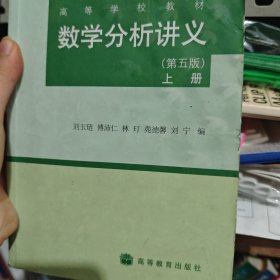 高等学校教材
数学分析讲义
(第五版)
上册
刘玉琏 傅沛仁 林玎 苑德馨 刘宁 编
高等教育出版社